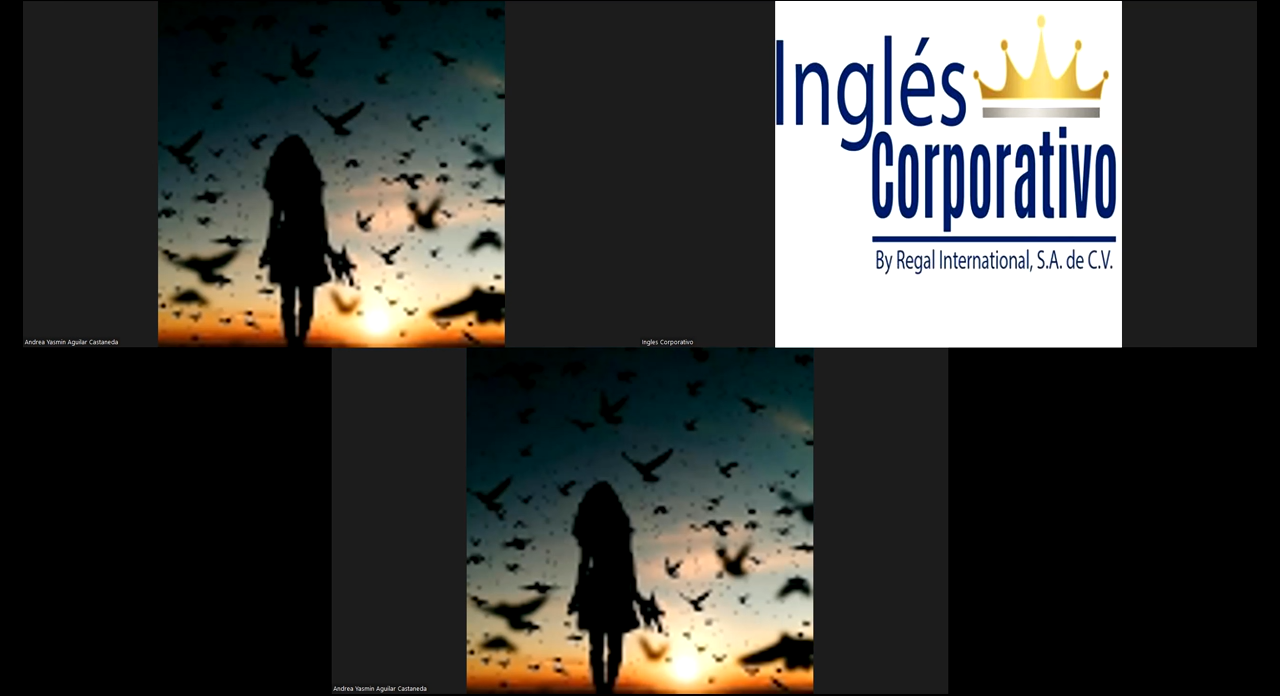 Inglés
Corporativo
By Regal International, S.A. de C.V.
Andrea Yasmin Aguilar Castaneda
Ingles Corporativo
Andrea Yasmin Aguilar Castaneda